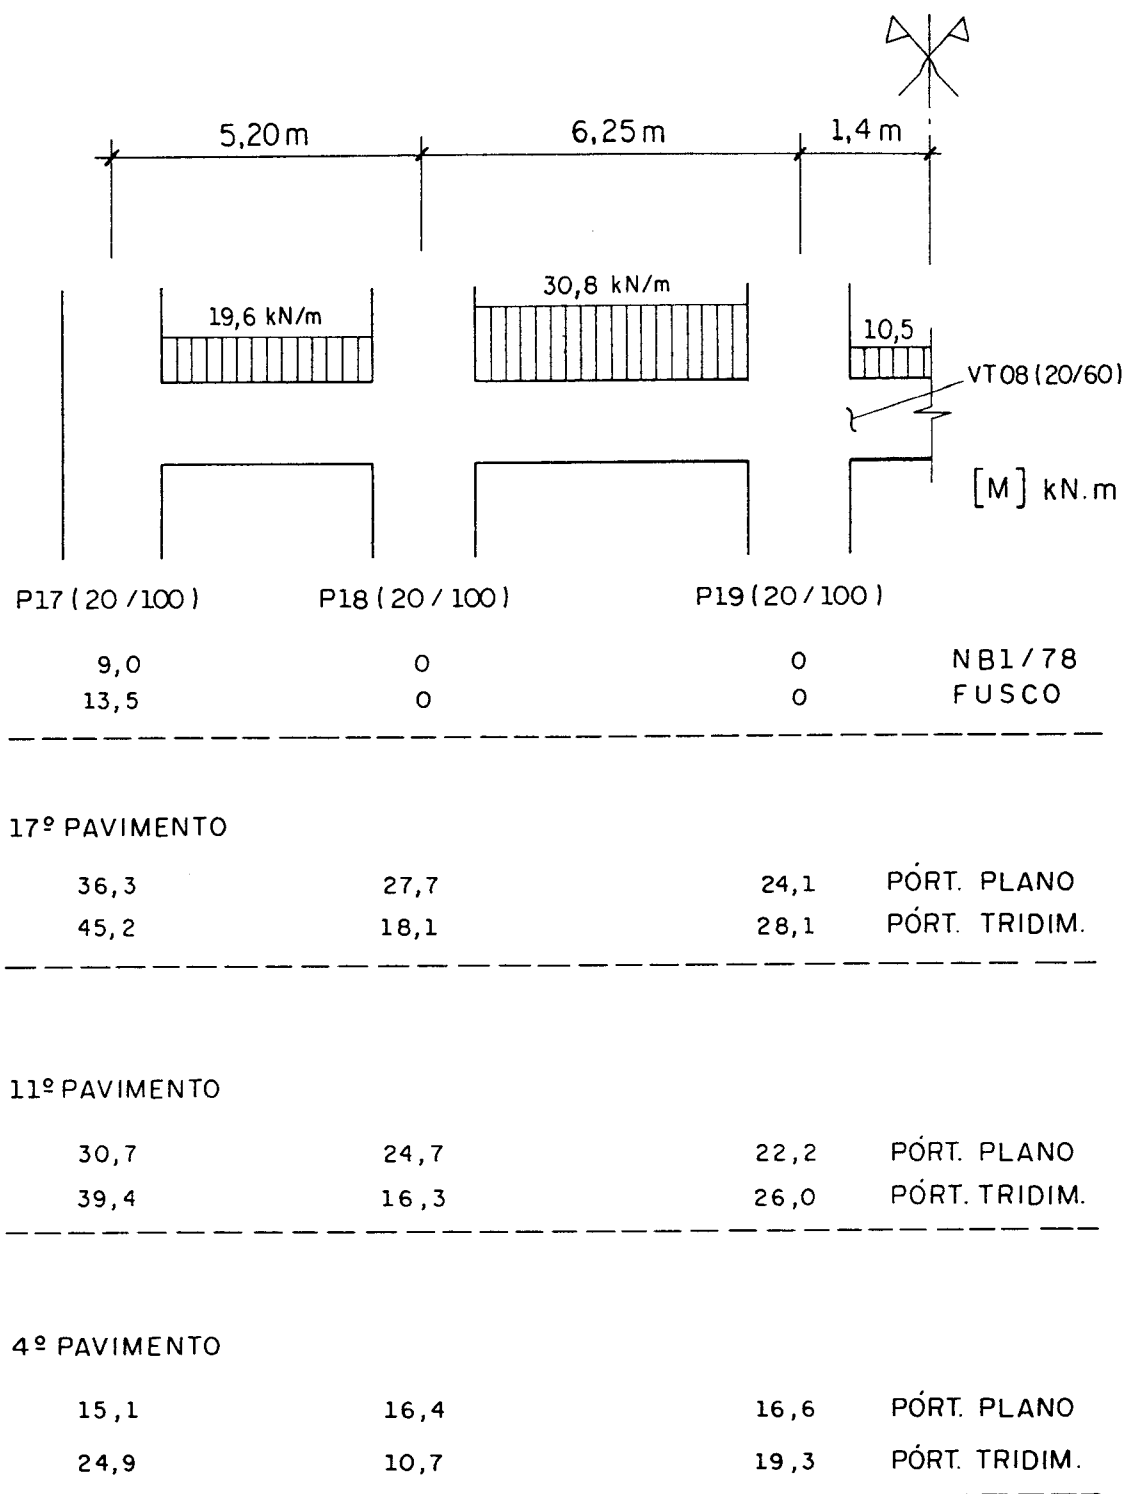 5,20 m 6,25 m 1,4 m
30,8 kN/m
19,6 kN/m
10,5
VT08 (20/60)
[M] kN.m
P17 (20/100) P18 (20/100) P19 (20/100)
9,0 0 0 NB1/78
13,5 0 0 FUSCO
17º PAVIMENTO
36,3 27,7 24,1 PÓRT. PLANO
45,2 18,1 28,1 PÓRT. TRIDIM.
11º PAVIMENTO
30,7 24,7 22,2 PÓRT. PLANO
39,4 16,3 26,0 PÓRT. TRIDIM.
4º PAVIMENTO
15,1 16,4 16,6 PÓRT. PLANO
24,9 10,7 19,3 PÓRT. TRIDIM.